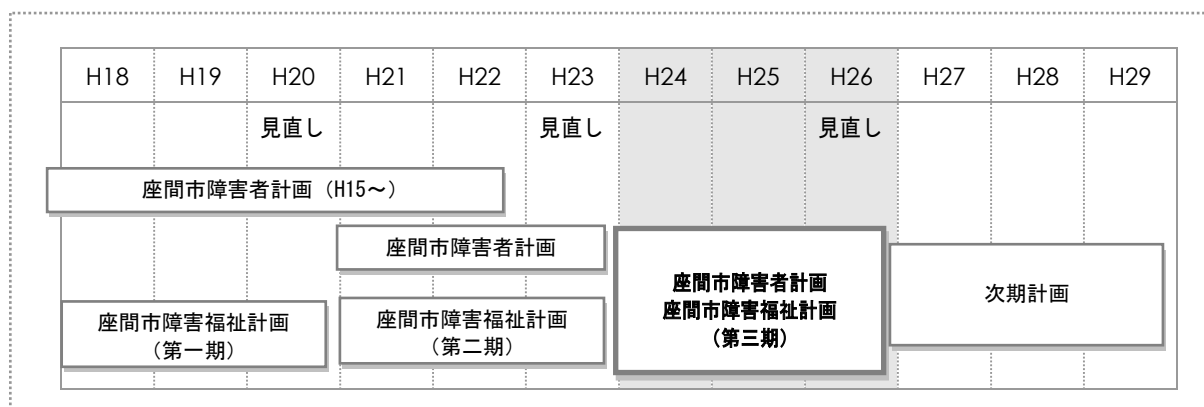 H18 H19 H20 H21 H22 H23 H24 H25 H26 H27 H28 H29
見直し 見直し 見直し
座間市障害者計画（H15～）
座間市障害者計画
座間市障害福祉計画
（第一期）
座間市障害福祉計画
（第二期）
座間市障害者計画
座間市障害福祉計画
（第三期）
次期計画